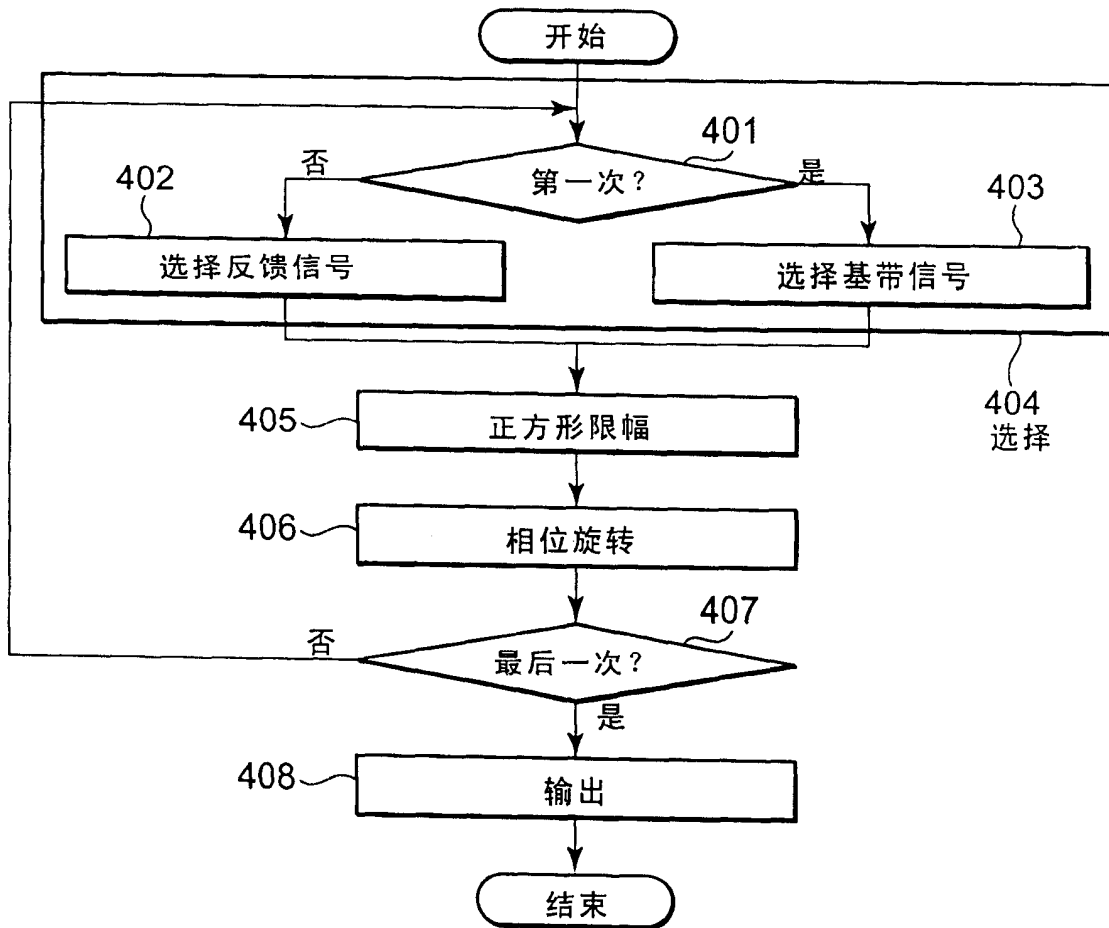 开始
401
第一次？
否
是
402
选择反馈信号
403
选择基带信号
404
选择
405
正方形限幅
406
相位旋转
407
最后一次？
否
是
408
输出
结束